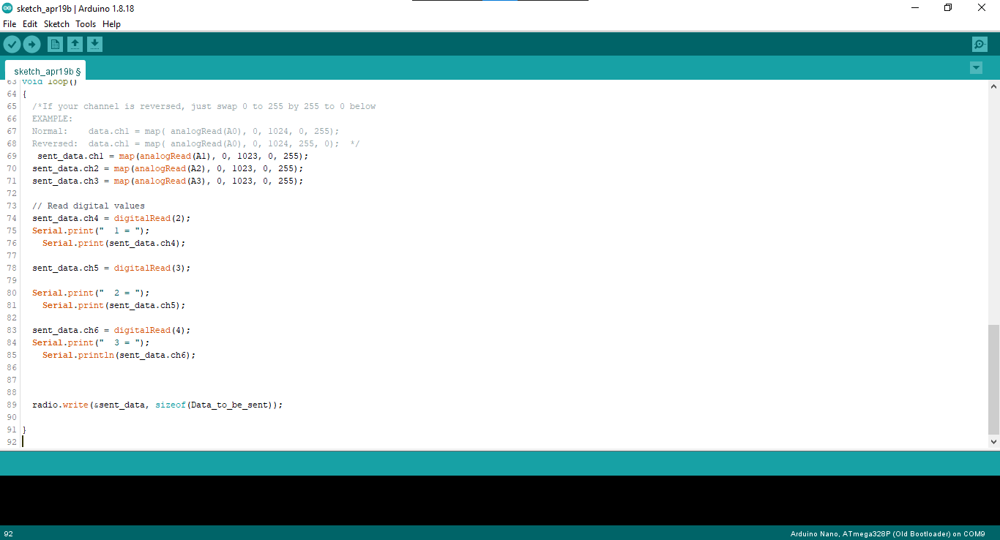 sketch_apr19b | Arduino 1.8.18
File Edit Sketch Tools Help
sketch_apr19b §
63 void loop()
64 {
65 /*If your channel is reversed, just swap 0 to 255 by 255 to 0 below
66 EXAMPLE:
67 Normal:    data.ch1 = map( analogRead(A0), 0, 1024, 0, 255);
68 Reversed:  data.ch1 = map( analogRead(A0), 0, 1024, 255, 0);  */
69 sent_data.ch1 = map(analogRead(A1), 0, 1023, 0, 255);
70 sent_data.ch2 = map(analogRead(A2), 0, 1023, 0, 255);
71 sent_data.ch3 = map(analogRead(A3), 0, 1023, 0, 255);
72
73 // Read digital values
74 sent_data.ch4 = digitalRead(2);
75 Serial.print("  1 = ");
76 Serial.print(sent_data.ch4);
77
78 sent_data.ch5 = digitalRead(3);
79
80 Serial.print("  2 = ");
81 Serial.print(sent_data.ch5);
82
83 sent_data.ch6 = digitalRead(4);
84 Serial.print("  3 = ");
85 Serial.println(sent_data.ch6);
86
87
88
89 radio.write(&sent_data, sizeof(Data_to_be_sent));
90
91 }
92
92 Arduino Nano, ATmega328P (Old Bootloader) on COM9